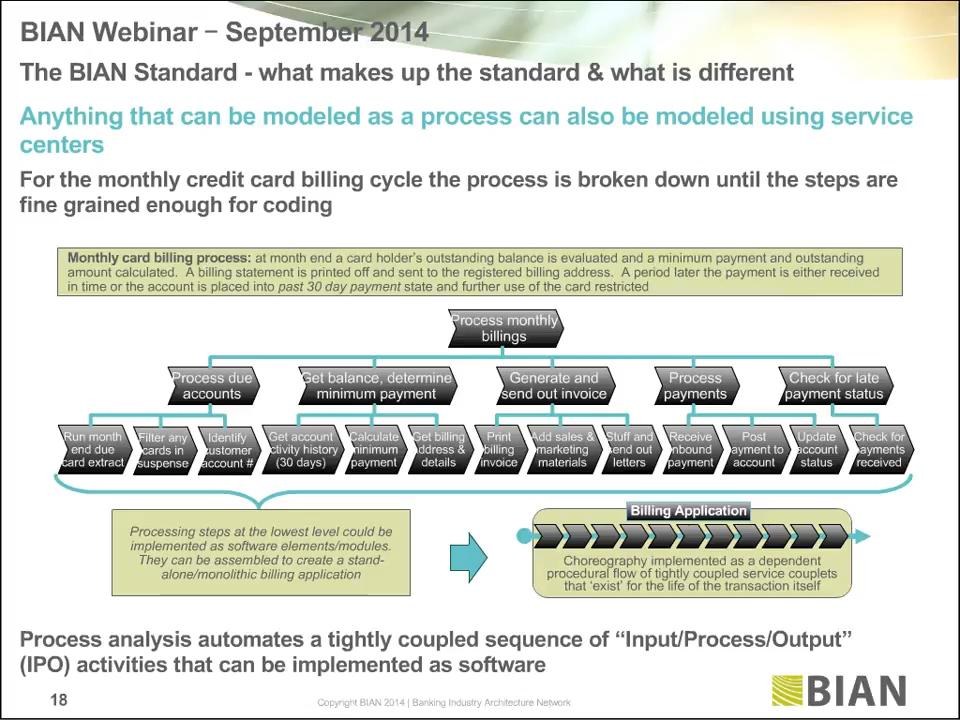 BIAN Webinar – September 2014
The BIAN Standard - what makes up the standard & what is different
Anything that can be modeled as a process can also be modeled using service
centers
For the monthly credit card billing cycle the process is broken down until the steps are
fine grained enough for coding
Monthly card billing process: at month end a card holder's outstanding balance is evaluated and a minimum payment and outstanding
amount calculated. A billing statement is printed off and sent to the registered billing address. A period later the payment is either received
in time or the account is placed into past 30 day payment state and further use of the card restricted
Process monthly
billings
Process due
accounts
Get balance, determine
minimum payment
Generate and
send out invoice
Process
payments
Check for late
payment status
Run month
end due
card extract
Filter any
cards in
suspense
Identify
customer
account #
Get account
activity history
(30 days)
Calculate
minimum
payment
Get billing
address &
details
Print
billing
invoice
Add sales &
marketing
materials
Stuff and
send out
letters
Receive
inbound
payment
Post
payment to
account
Update
account
status
Check for
payments
received
Processing steps at the lowest level could be
implemented as software elements/modules.
They can be assembled to create a stand-
alone/monolithic billing application
Billing Application
Choreography implemented as a dependent
procedural flow of tightly coupled service couplets
that 'exist' for the life of the transaction itself
Process analysis automates a tightly coupled sequence of “Input/Process/Output”
(IPO) activities that can be implemented as software
18
Copyright BIAN 2014 | Banking Industry Architecture Network
BIAN